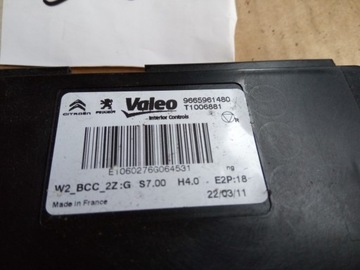 CITROËN PEUGEOT Valeo 9665961480
Interior Controls T1006881
E1060276G064531
W2_BCC_2Z:G S7.00 H4.0 E2P:18
Made in France 22/03/11